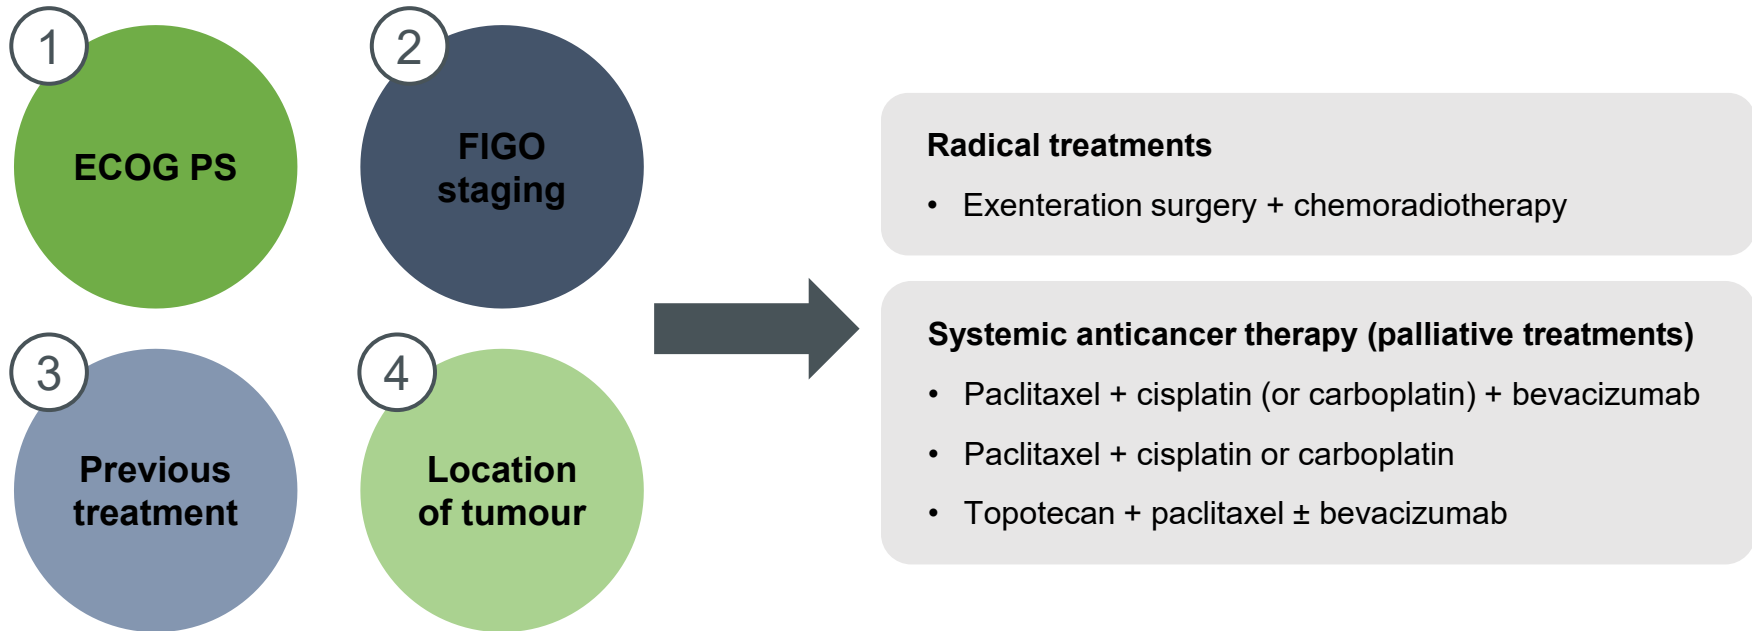 1
ECOG PS
2
FIGO
staging
3
Previous
treatment
4
Location
of tumour
Radical treatments
• Exenteration surgery + chemoradiotherapy
Systemic anticancer therapy (palliative treatments)
• Paclitaxel + cisplatin (or carboplatin) + bevacizumab
• Paclitaxel + cisplatin or carboplatin
• Topotecan + paclitaxel ± bevacizumab